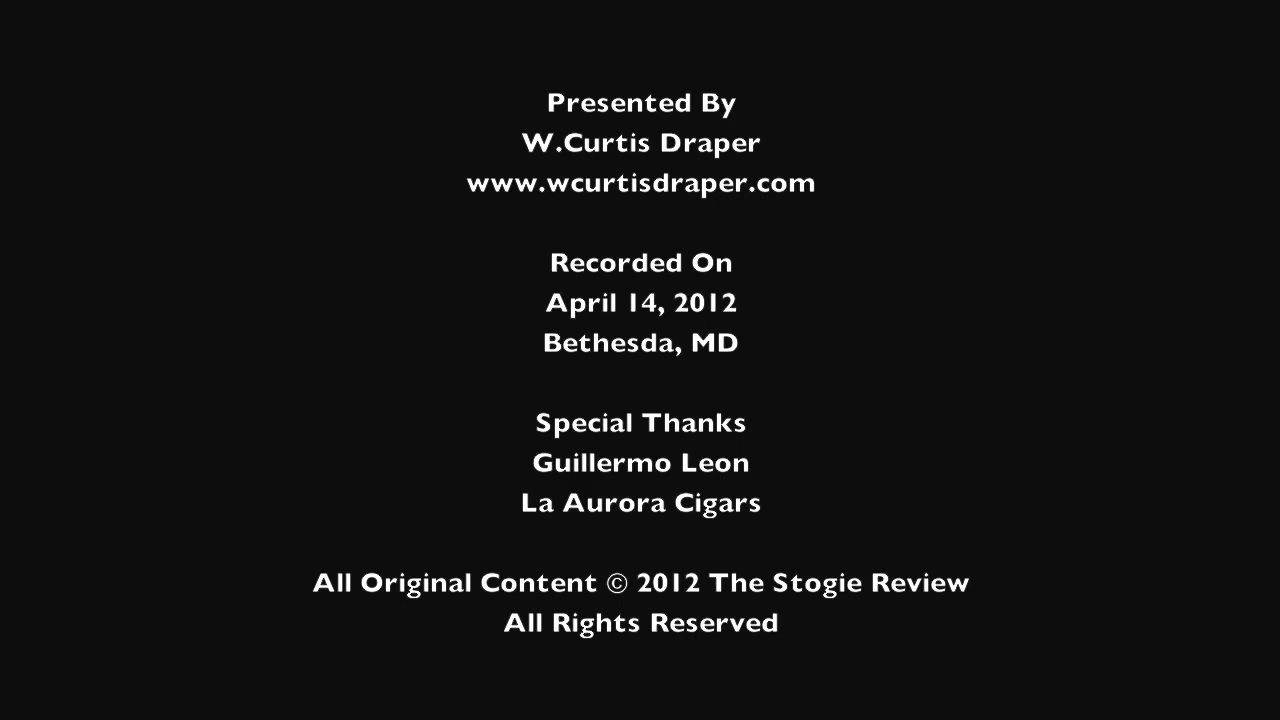 Presented By
W.Curtis Draper
www.wcurtisdraper.com
Recorded On
April 14, 2012
Bethesda, MD
Special Thanks
Guillermo Leon
La Aurora Cigars
All Original Content © 2012 The Stogie Review
All Rights Reserved